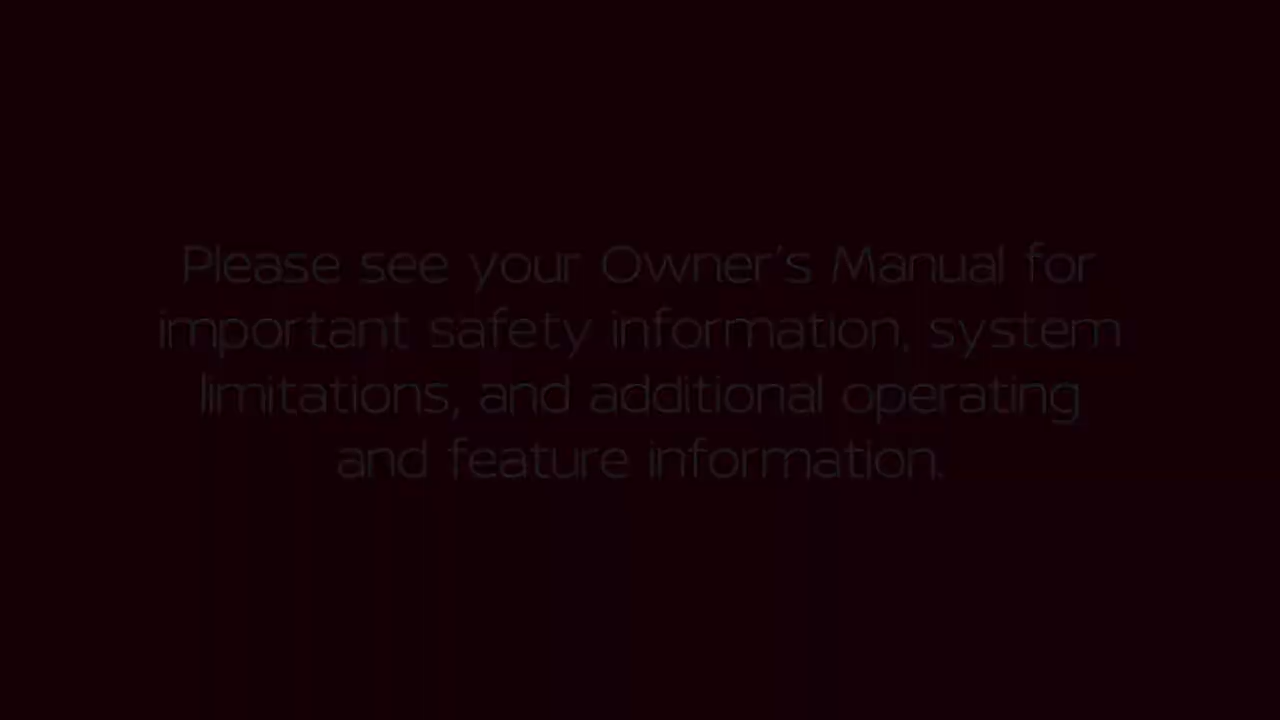 Please see your Owner's Manual for
important safety information, system
limitations, and additional operating
and feature information.